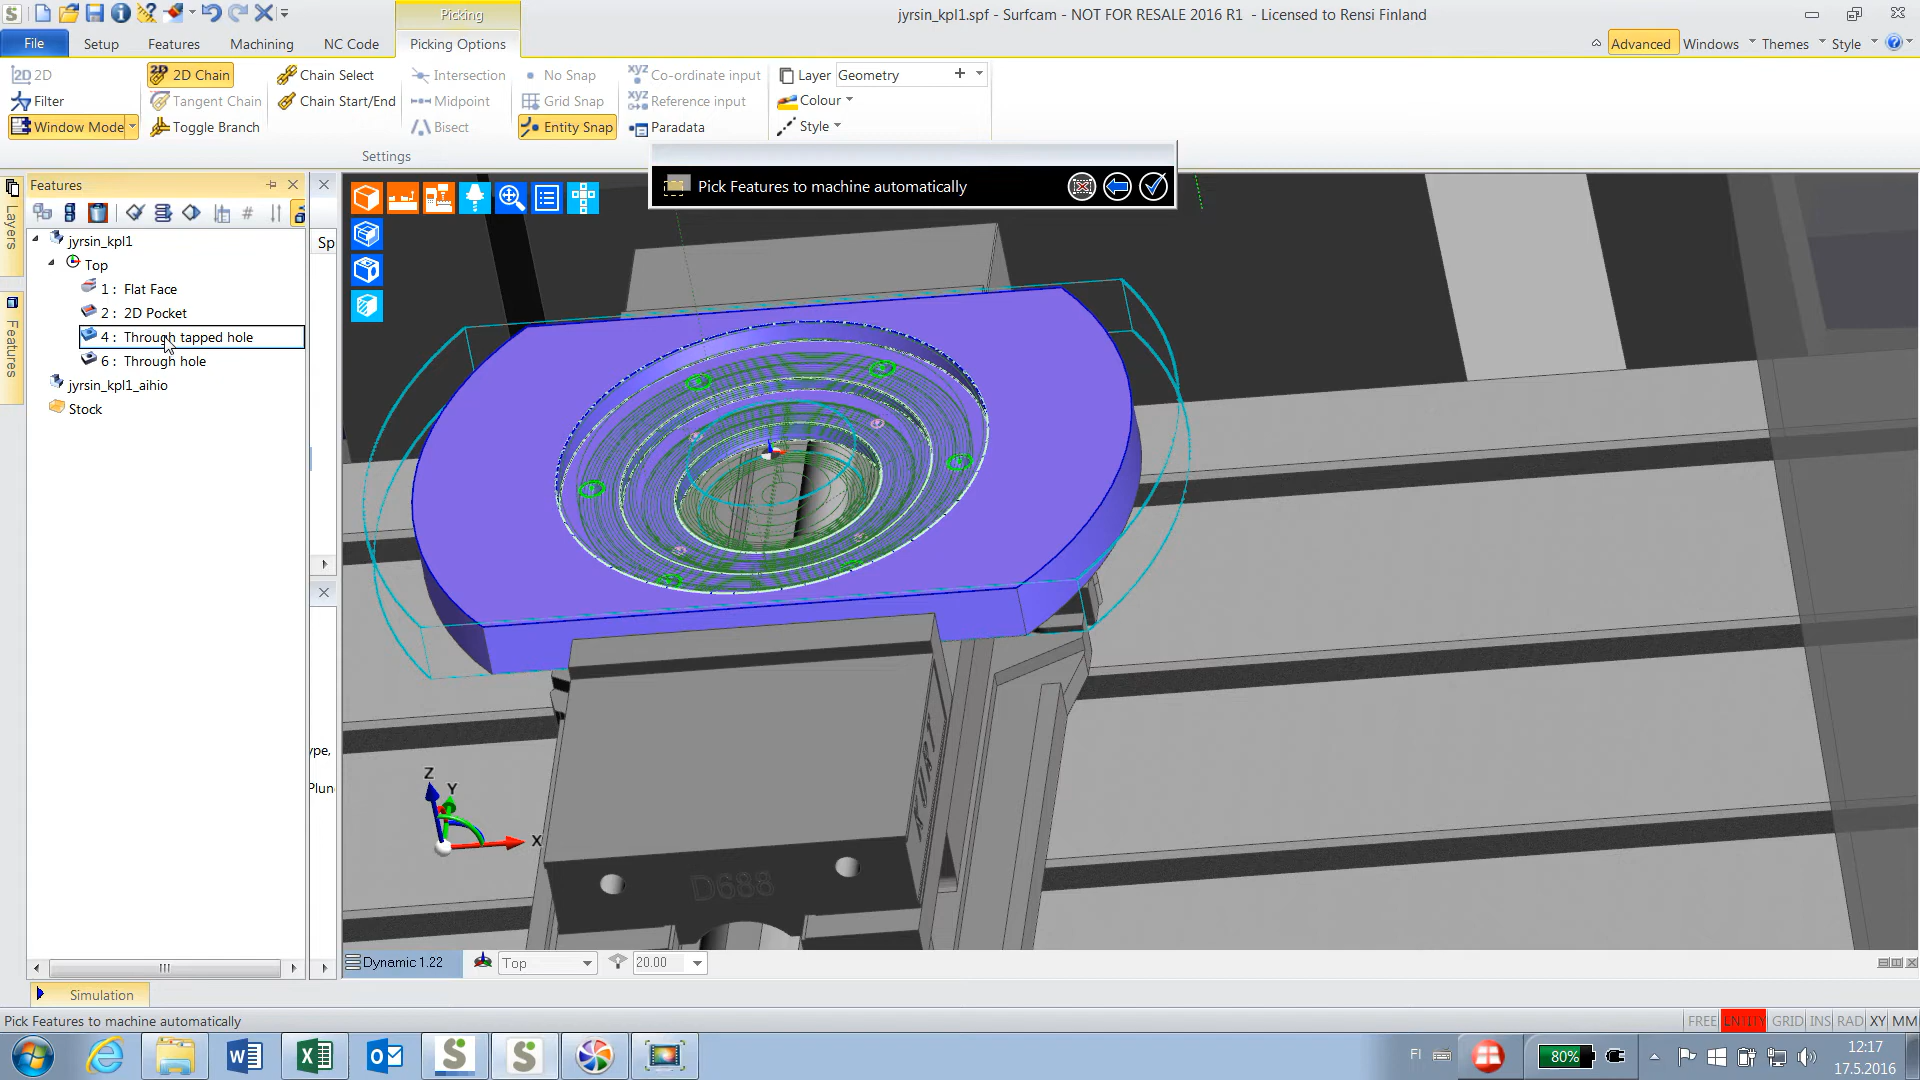 Picking
jyrsin_kpl1.spf - Surfcam - NOT FOR RESALE 2016 R1 - Licensed to Rensi Finland
File Setup Features Machining NC Code Picking Options Advanced Windows Themes Style
2D 2D 2D 2D Chain Chain Select Intersection No Snap xyz Co-ordinate input Layer Geometry
Filter Tangent Chain Chain Start/End Midpoint Grid Snap xyz Reference input Colour
Window Mode Toggle Branch Bisect Entity Snap Paradata Style
Settings
Pick Features to machine automatically
Layers
Features
Features
Sp
jyrsin_kpl1
Top
1 : Flat Face
2 : 2D Pocket
4 : Through tapped hole
6 : Through hole
jyrsin_kpl1_aihio
Stock
ype,
Plun
Z
Y
X
KURT
D688
Dynamic 1.22 Top 20.00
Simulation
Pick Features to machine automatically
FREE ENTITY GRID INS RAD XY MM
FI 80% 12:17
17.5.2016